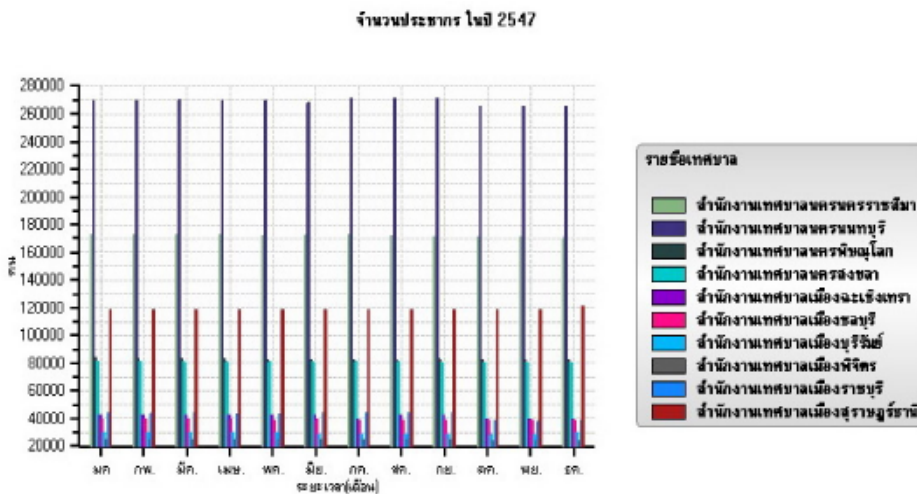 จำนวนประชากร ในปี 2547
280000
260000
240000
220000
200000
180000
160000
140000
120000
100000
80000
60000
40000
20000
คน
มค. กพ. มีค. เมษ. พค. มิย. กค. สค. กย. ตค. พย. ธค.
ระยะเวลา(เดือน)
รายชื่อเทศบาล
สำนักงานเทศบาลนครนครราชสีมา
สำนักงานเทศบาลนครนนทบุรี
สำนักงานเทศบาลนครพิษณุโลก
สำนักงานเทศบาลนครสงขลา
สำนักงานเทศบาลเมืองฉะเชิงเทรา
สำนักงานเทศบาลเมืองชลบุรี
สำนักงานเทศบาลเมืองบุรีรัมย์
สำนักงานเทศบาลเมืองพิจิตร
สำนักงานเทศบาลเมืองราชบุรี
สำนักงานเทศบาลเมืองสุราษฎร์ธานี